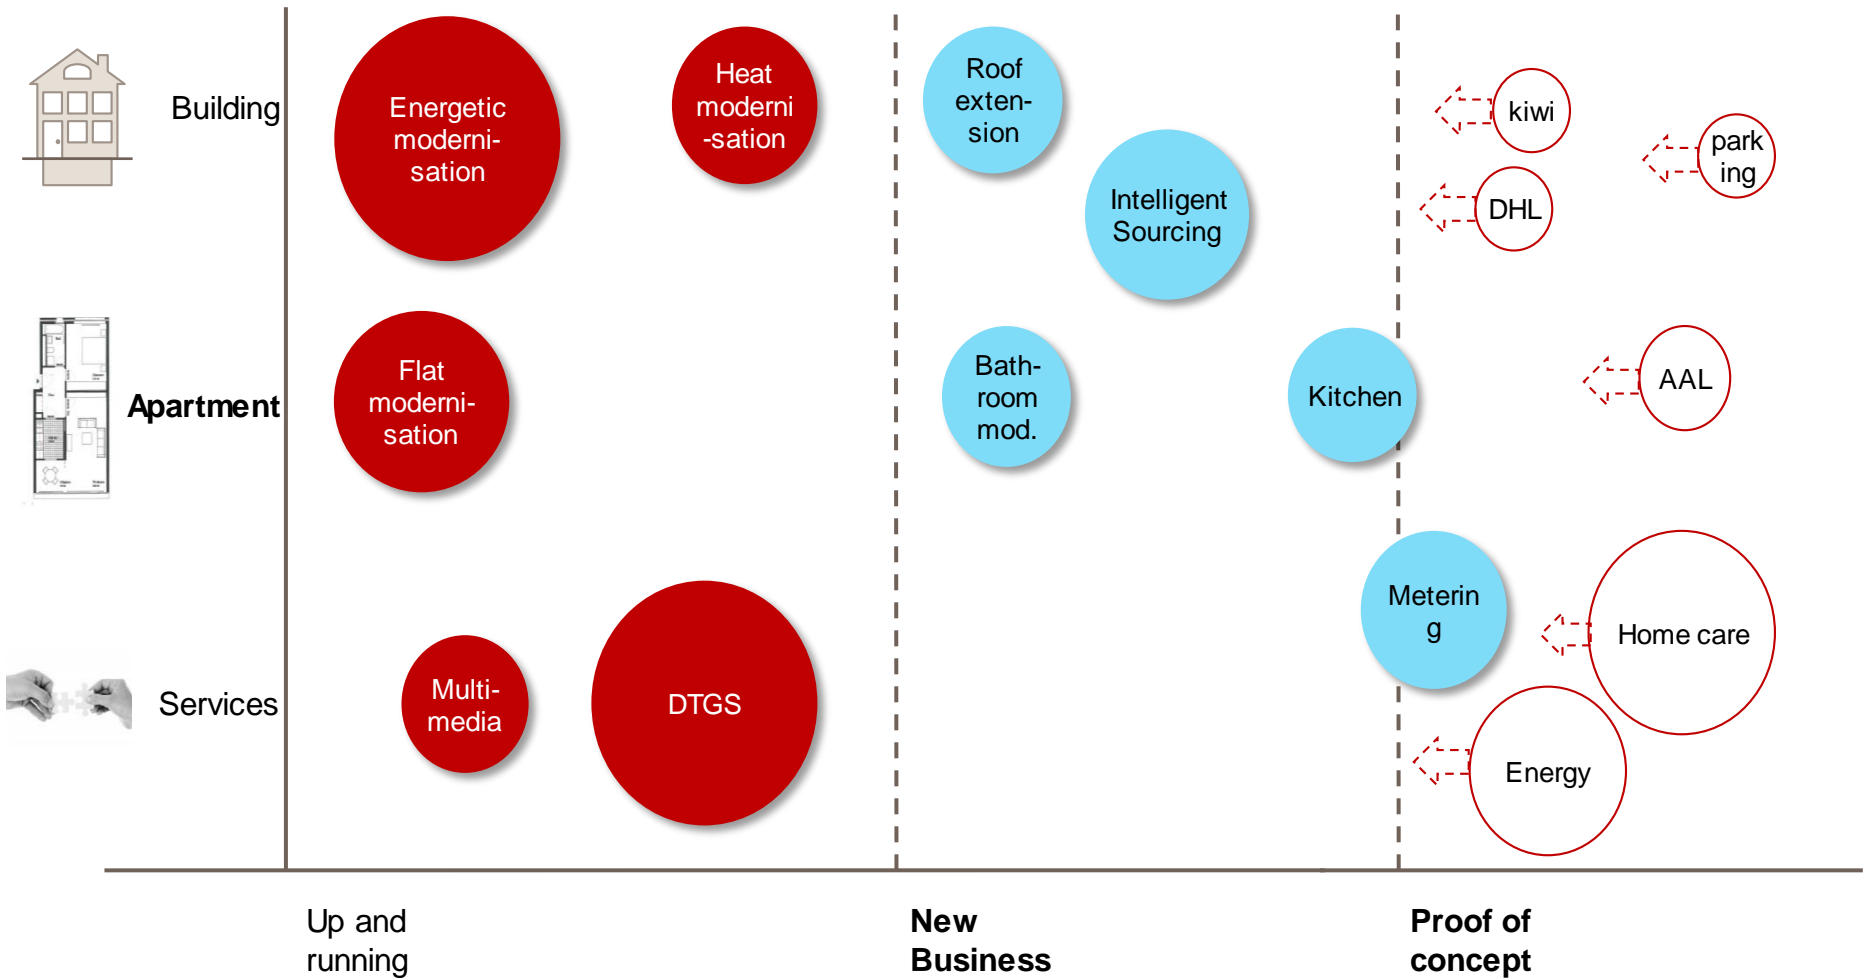 Building
Energetic
moderni-
sation
Heat
moderni
-sation
Roof
exten-
sion
Intelligent
Sourcing
kiwi
DHL
park
ing
Apartment
Flat
moderni-
sation
Bath-
room
mod.
Kitchen
AAL
Services
Multi-
media
DTGS
Meterin
g
Home care
Energy
Up and
running
New
Business
Proof of
concept